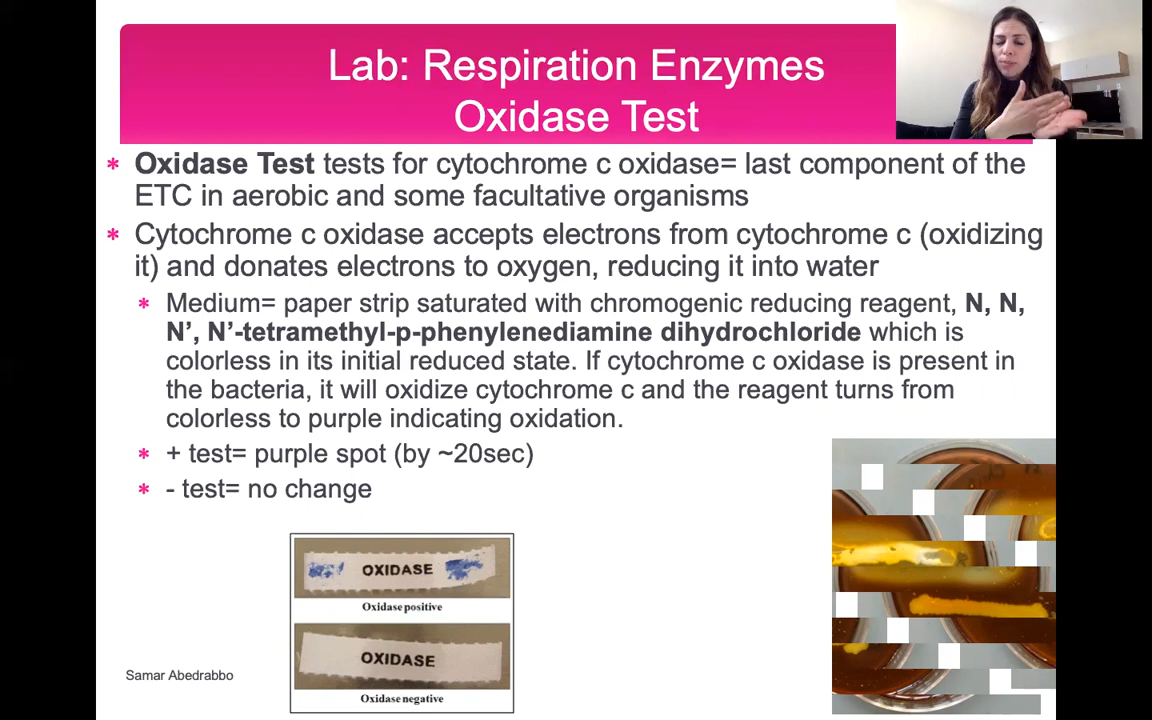 Lab: Respiration Enzymes
Oxidase Test
* Oxidase Test tests for cytochrome c oxidase= last component of the
ETC in aerobic and some facultative organisms
* Cytochrome c oxidase accepts electrons from cytochrome c (oxidizing
it) and donates electrons to oxygen, reducing it into water
* Medium= paper strip saturated with chromogenic reducing reagent, N, N,
N’, N’-tetramethyl-p-phenylenediamine dihydrochloride which is
colorless in its initial reduced state. If cytochrome c oxidase is present in
the bacteria, it will oxidize cytochrome c and the reagent turns from
colorless to purple indicating oxidation.
* + test= purple spot (by ~20sec)
* - test= no change
OXIDASE
Oxidase positive
OXIDASE
Oxidase negative
Samar Abedrabbo